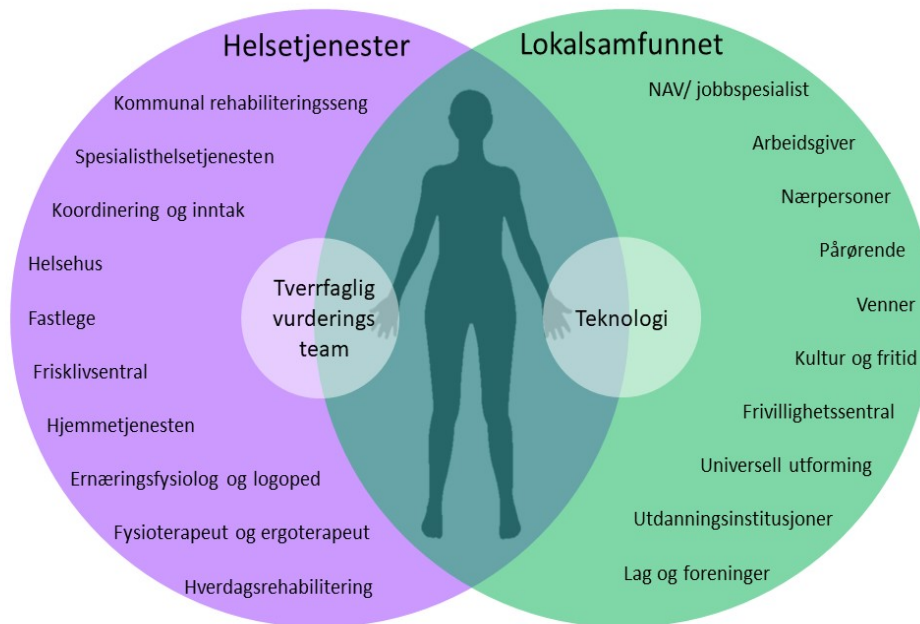 Helsetjenester
Kommunal rehabiliteringsseng
Spesialisthelsetjenesten
Koordinering og inntak
Helsehus
Fastlege
Frisklivsentral
Hjemmetjenesten
Ernæringsfysiolog og logoped
Fysioterapeut og ergoterapeut
Hverdagsrehabilitering
Tverrfaglig
vurderings
team
Lokalsamfunnet
NAV/ jobbspesialist
Arbeidsgiver
Nærpersoner
Pårørende
Venner
Kultur og fritid
Frivillighetssentral
Universell utforming
Utdanningsinstitusjoner
Lag og foreninger
Teknologi